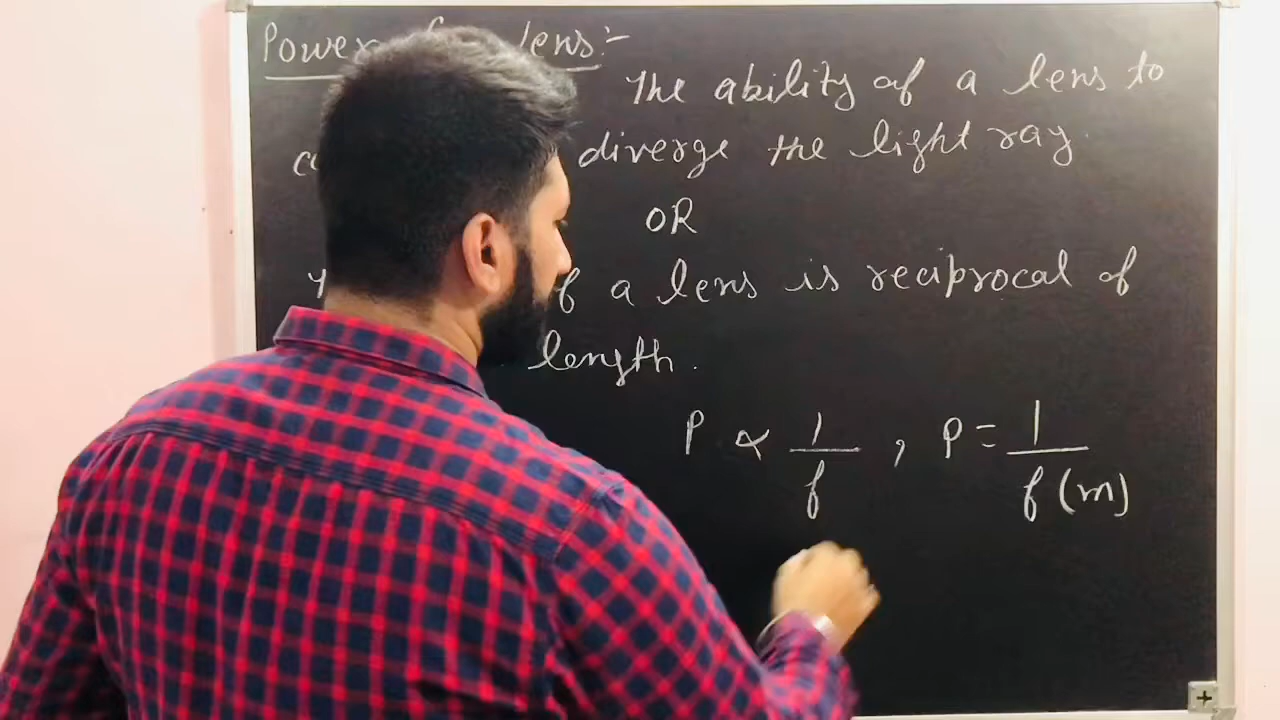 Power lens:-
The ability of a lens to
diverge the light ray.
OR
of a lens is reciprocal of
length.
P ∝ 1/f , P = 1/f(m)